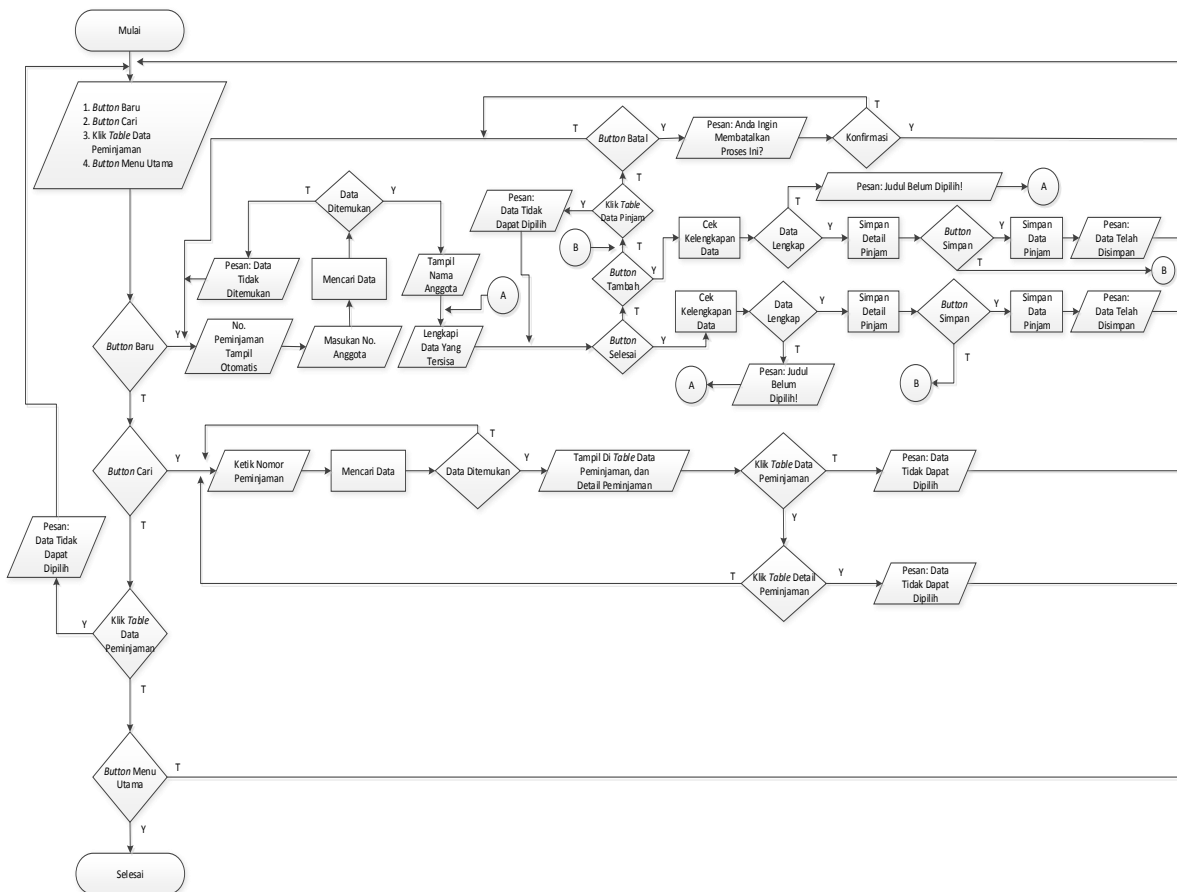 Mulai
1. Button Baru
2. Button Cari
3. Klik Table Data
Peminjaman
4. Button Menu Utama
T
Button Batal
Y
Pesan: Anda Ingin
Membatalkan
Proses Ini?
T
Konfirmasi
Y
T
Data
Ditemukan
Y
Pesan:
Data Tidak
Dapat Dipilih
Y
T
Klik Table
Data Pinjam
Pesan: Judul Belum Dipilih!
A
Pesan: Data
Tidak
Ditemukan
Mencari Data
Tampil
Nama
Anggota
A
B
T
Button
Tambah
Y
Cek
Kelengkapan
Data
T
Data
Lengkap
Y
Simpan
Detail
Pinjam
Button
Simpan
Y
T
Simpan
Data
Pinjam
Pesan:
Data Telah
Disimpan
B
Button Baru
Y
T
No.
Peminjaman
Tampil
Otomatis
Masukan No.
Anggota
Lengkapi
Data Yang
Tersisa
T
Button
Selesai
Y
Cek
Kelengkapan
Data
Data
Lengkap
Y
T
Simpan
Detail
Pinjam
Button
Simpan
Y
T
Simpan
Data
Pinjam
Pesan:
Data Telah
Disimpan
A
Pesan: Judul
Belum
Dipilih!
B
Button Cari
Y
T
Ketik Nomor
Peminjaman
Mencari Data
T
Data Ditemukan
Y
Tampil Di Table Data
Peminjaman, dan
Detail Peminjaman
Klik Table Data
Peminjaman
T
Y
Pesan: Data
Tidak Dapat
Dipilih
Pesan:
Data Tidak
Dapat
Dipilih
T
Klik Table Detail
Peminjaman
Y
Pesan: Data
Tidak Dapat
Dipilih
Y
Klik Table
Data
Peminjaman
T
Button Menu
Utama
T
Y
Selesai